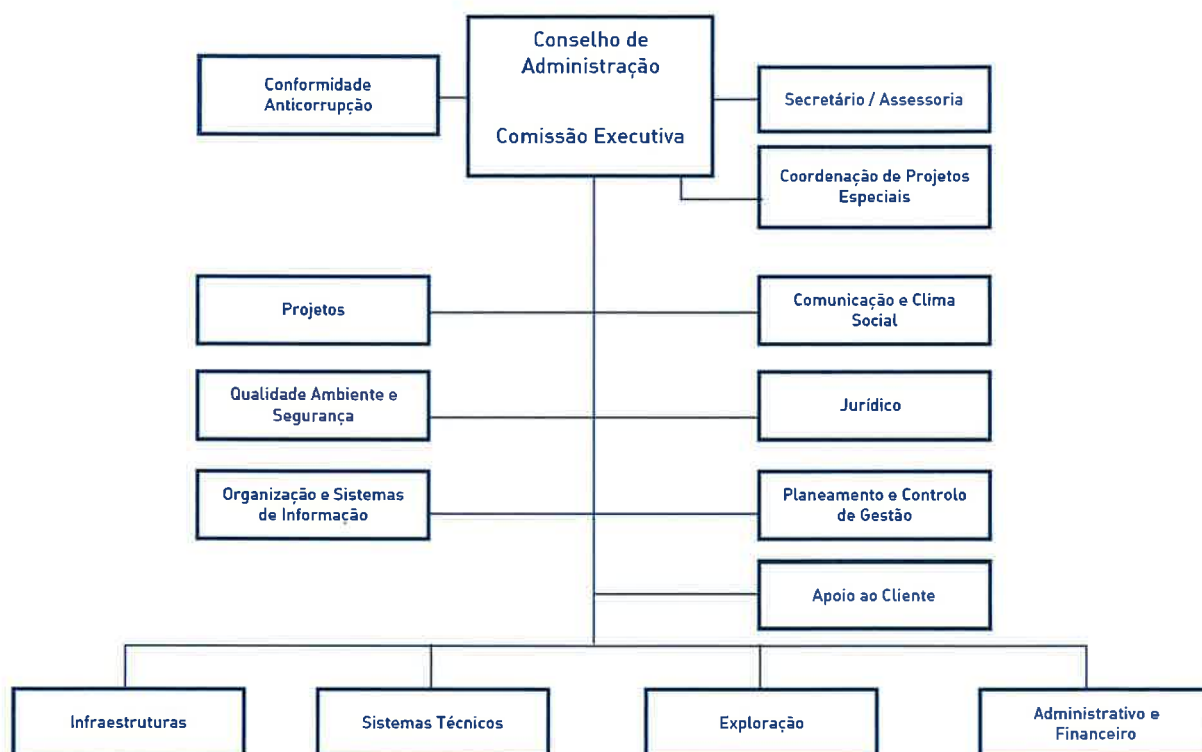 Conselho de
Administração
Comissão Executiva
Conformidade
Anticorrupção
Secretário / Assessoria
Coordenação de Projetos
Especiais
Projetos
Comunicação e Clima
Social
Qualidade Ambiente e
Segurança
Jurídico
Organização e Sistemas
de Informação
Planeamento e Controlo
de Gestão
Apoio ao Cliente
Infraestruturas
Sistemas Técnicos
Exploração
Administrativo e
Financeiro